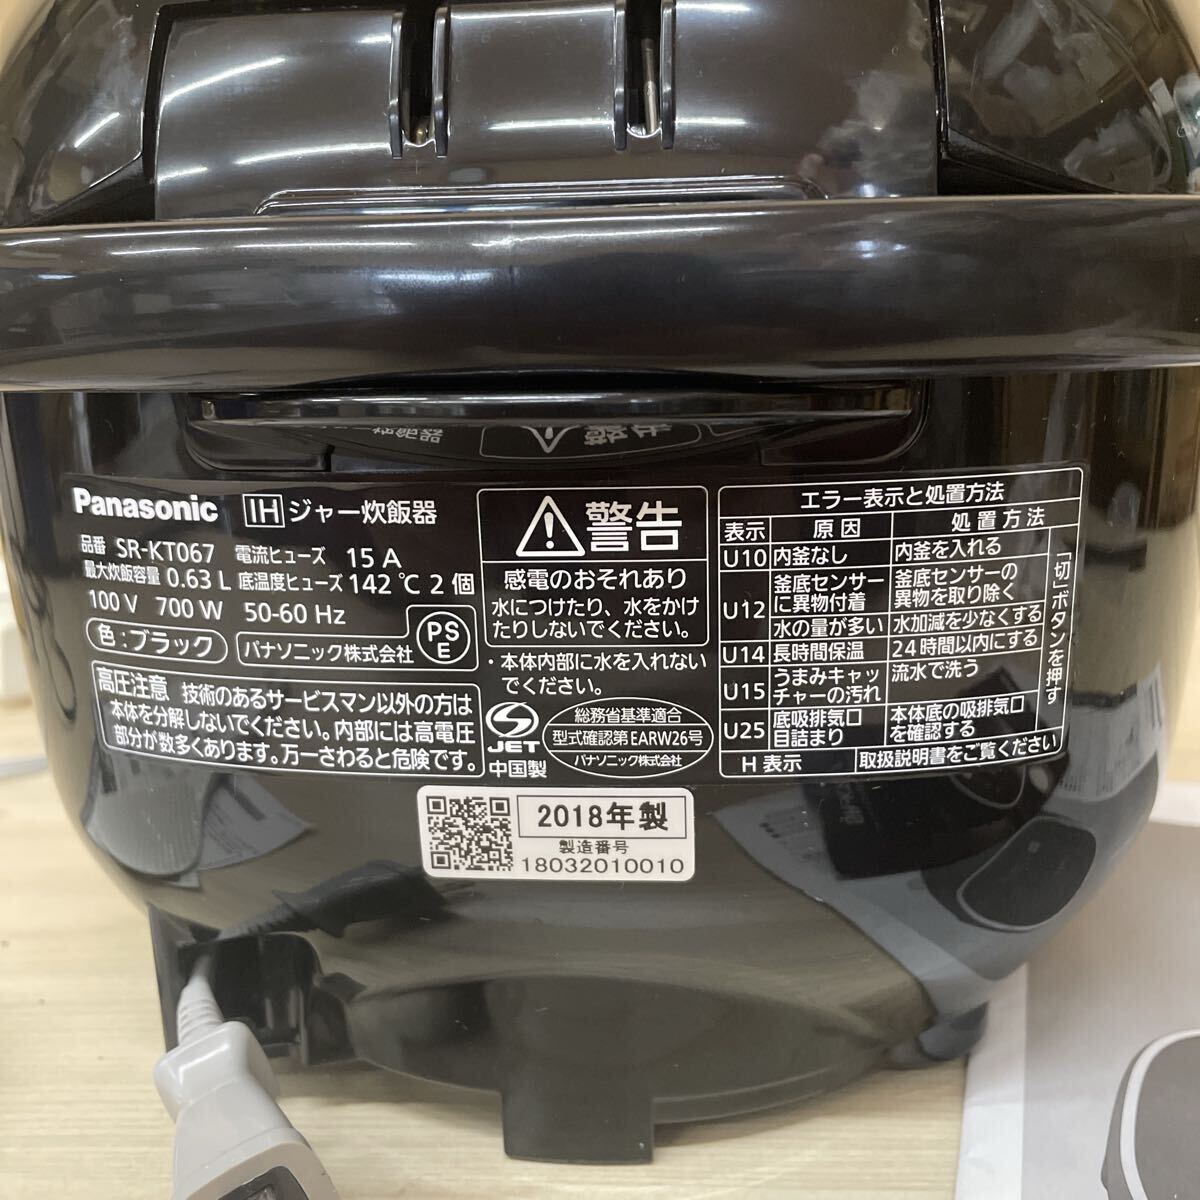 Panasonic IH ジャー炊飯器
品番 SR-KT067 電流ヒューズ 15 A
最大炊飯容量 0.63 L 底温度ヒューズ 142 ℃ 2 個
100 V 700 W 50-60 Hz
色：ブラック パナソニック株式会社
PS
E
高圧注意 技術のあるサービスマン以外の方は
本体を分解しないでください。内部には高電圧
部分が数多くあります。万一さわると危険です。
警告
感電のおそれあり
水につけたり、水をかけ
たりしないでください。
・本体内部に水を入れない
でください。
JET
中国製
総務省基準適合
型式確認第EARW26号
パナソニック株式会社
エラー表示と処置方法
表示 原因 処置方法
U10 内釜なし 内釜を入れる
U12 釜底センサーに異物付着 釜底センサーの異物を取り除く
水の量が多い 水加減を少なくする
U14 長時間保温 24時間以内にする
U15 うまみキャッチャーの汚れ 流水で洗う
U25 底吸排気口目詰まり 本体底の吸排気口を確認する
「切」ボタンを押す
H 表示 取扱説明書をご覧ください
2018年製
製造番号
18032010010